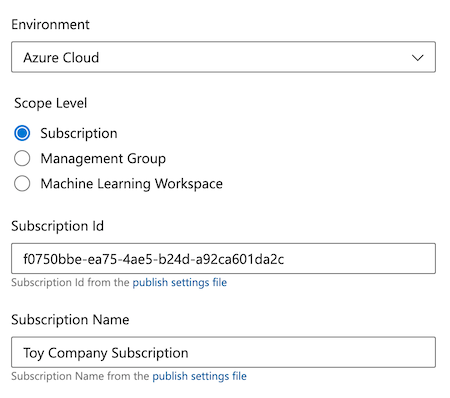 Environment
Azure Cloud
Scope Level
Subscription
Management Group
Machine Learning Workspace
Subscription Id
f0750bbe-ea75-4ae5-b24d-a92ca601da2c
Subscription Id from the publish settings file
Subscription Name
Toy Company Subscription
Subscription Name from the publish settings file